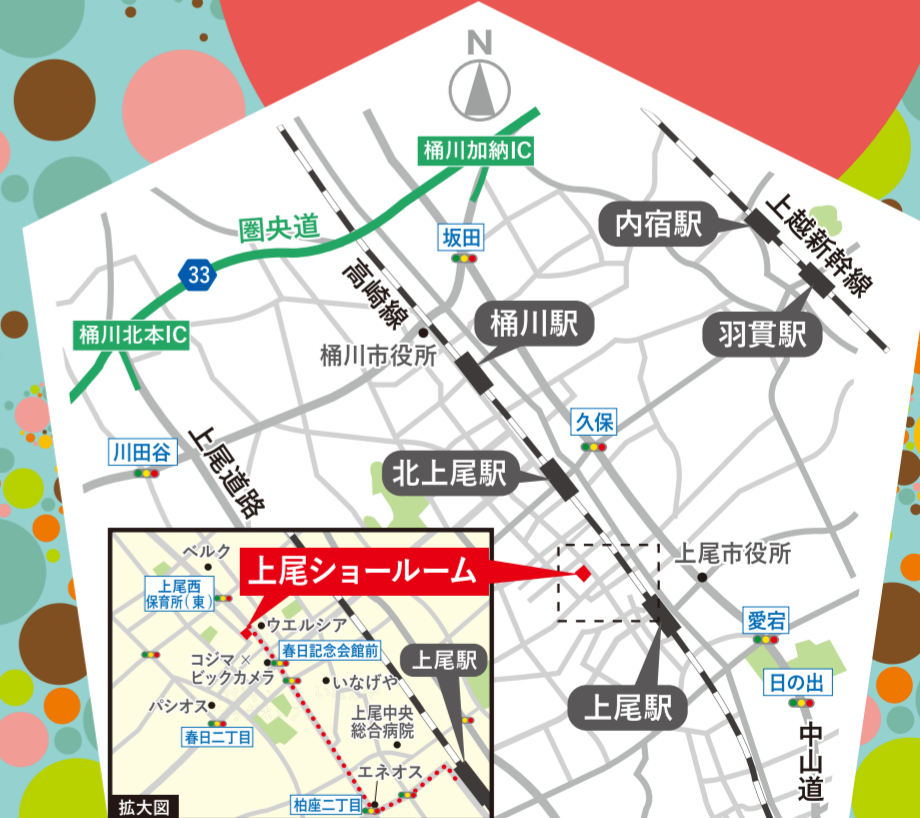 N
桶川加納IC
圏央道
坂田
内宿駅
上越新幹線
33
高崎線
桶川駅
羽貫駅
桶川北本IC
桶川市役所
久保
川田谷
上尾道路
北上尾駅
上尾市役所
愛宕
日の出
上尾駅
中山道
ベルク
上尾ショールーム
上尾西
保育所(東)
ウエルシア
春日記念会館前
コジマ×
ビックカメラ
上尾駅
いなげや
パシオス
上尾中央
総合病院
春日二丁目
エネオス
柏座二丁目
拡大図